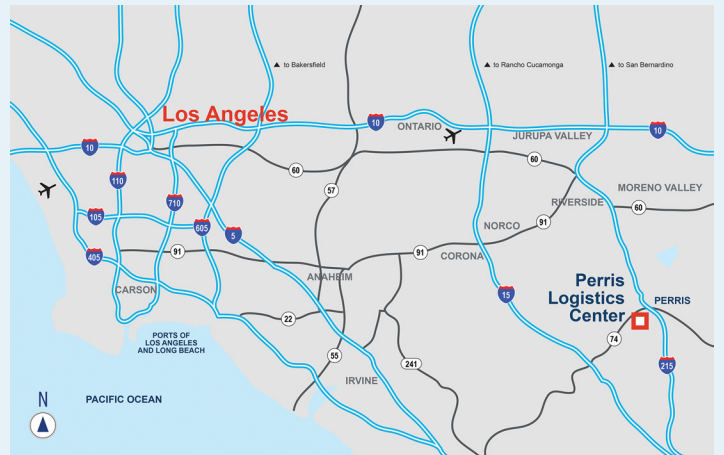 to Bakersfield
to Rancho Cucamonga
to San Bernardino
Los Angeles
10
ONTARIO
JURUPA VALLEY
10
10
60
60
110
57
MORENO VALLEY
710
RIVERSIDE
60
105
605
5
NORCO
91
91
91
405
CORONA
ANAHEIM
CARSON
15
Perris
Logistics
Center
PERRIS
22
PORTS OF
LOS ANGELES
AND LONG BEACH
74
55
241
215
IRVINE
N
PACIFIC OCEAN